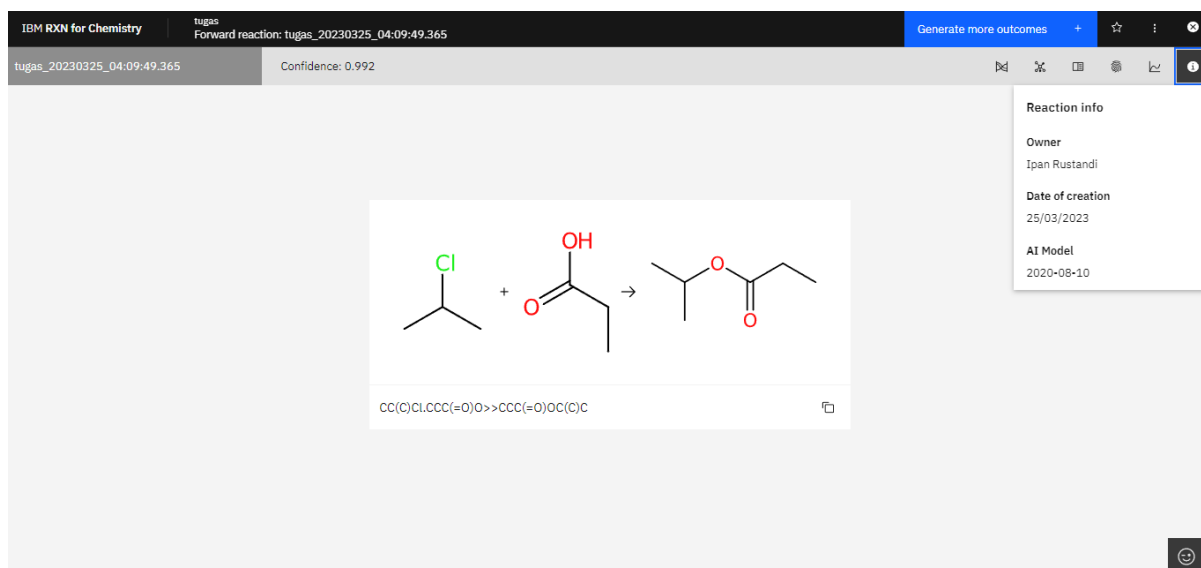 IBM RXN for Chemistry
tugas
Forward reaction: tugas_20230325_04:09:49.365
Generate more outcomes +
tugas_20230325_04:09:49.365
Confidence: 0.992
Reaction info
Owner
Ipan Rustandi
Date of creation
25/03/2023
AI Model
2020-08-10
Cl
+
OH
O
→
O
O
CC(C)Cl.CCC(=O)O>>CCC(=O)OC(C)C